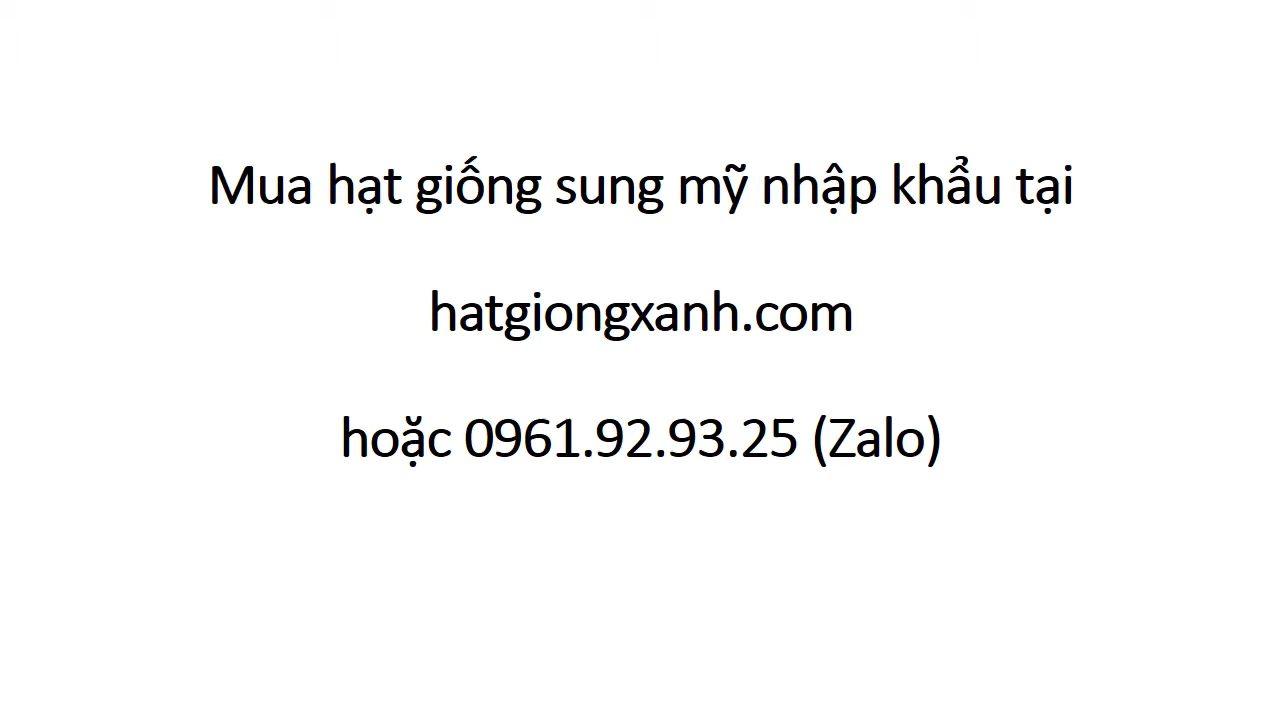 Mua hạt giống sung mỹ nhập khẩu tại
hatgiongxanh.com
hoặc 0961.92.93.25 (Zalo)